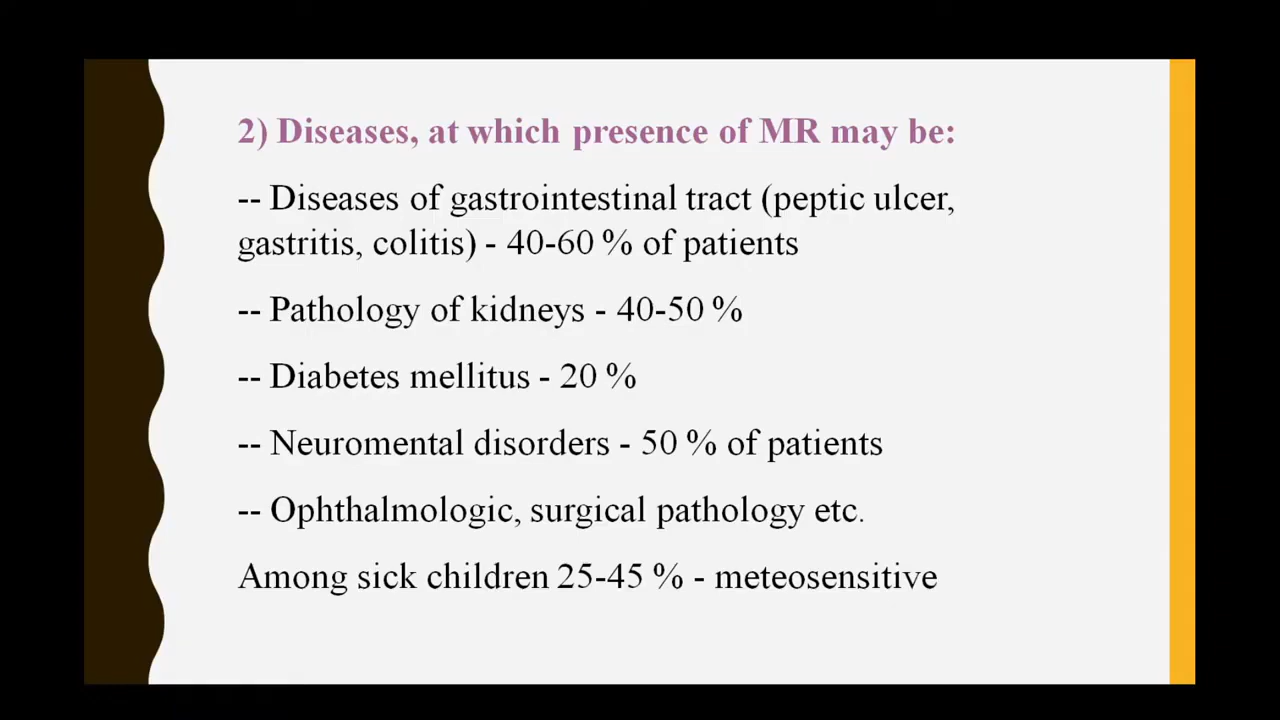 2) Diseases, at which presence of MR may be:
-- Diseases of gastrointestinal tract (peptic ulcer,
gastritis, colitis) - 40-60 % of patients
-- Pathology of kidneys - 40-50 %
-- Diabetes mellitus - 20 %
-- Neuromental disorders - 50 % of patients
-- Ophthalmologic, surgical pathology etc.
Among sick children 25-45 % - meteosensitive